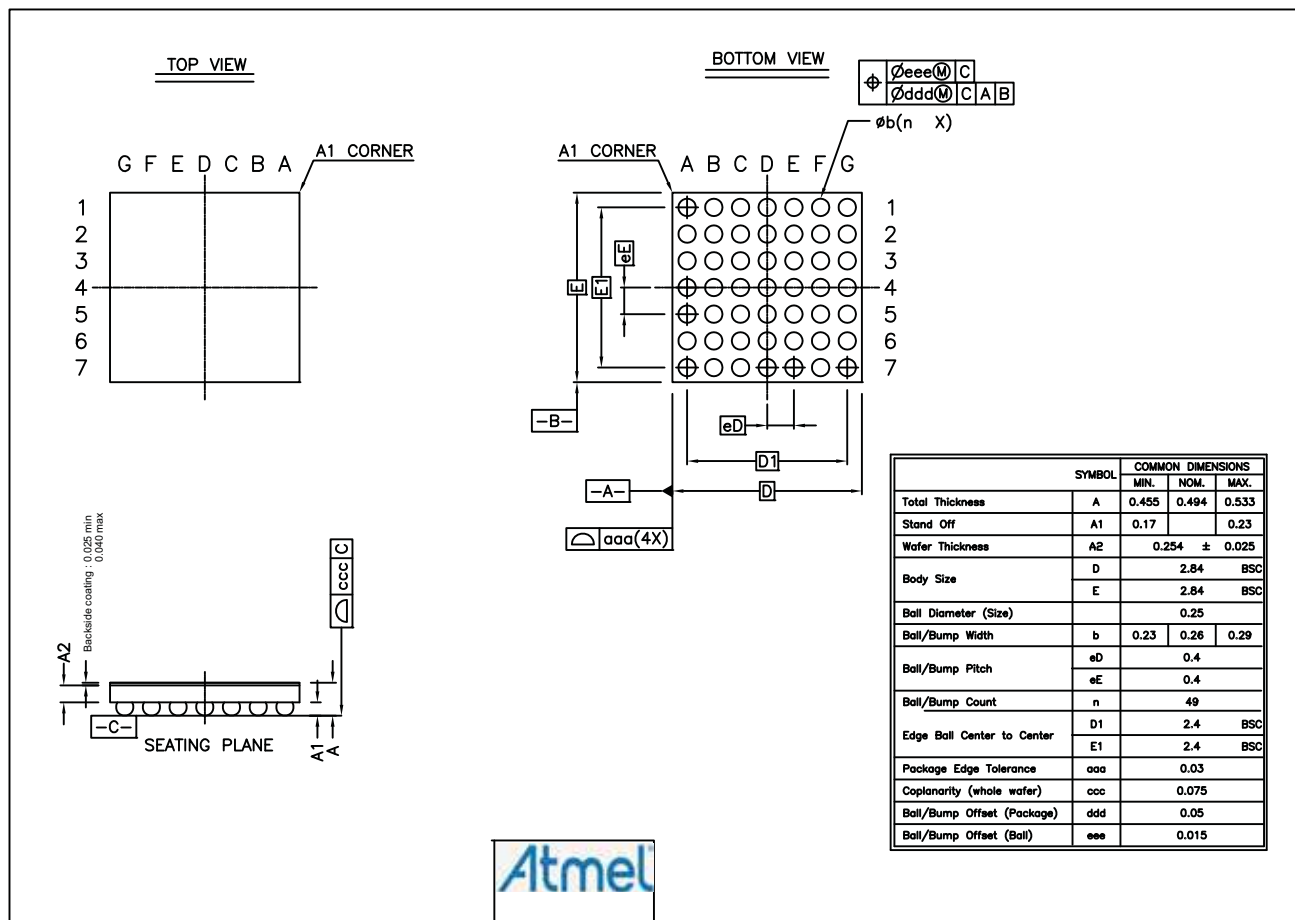 TOP VIEW
BOTTOM VIEW
Øeee Ⓜ C
Øddd Ⓜ C A B
øb(n X)
G F E D C B A
A1 CORNER
1
2
3
4
5
6
7
A1 CORNER
A B C D E F G
1
2
3
4
5
6
7
eE
E
E1
-B-
eD
D1
-A-
D
aaa(4X)
Backside coating : 0.025 min
0.040 max
A2
ccc C
-C-
SEATING PLANE
A1
A
SYMBOL COMMON DIMENSIONS
MIN. NOM. MAX.
Total Thickness A 0.455 0.494 0.533
Stand Off A1 0.17 0.23
Wafer Thickness A2 0.254 ± 0.025
Body Size D 2.84 BSC
E 2.84 BSC
Ball Diameter (Size) 0.25
Ball/Bump Width b 0.23 0.26 0.29
Ball/Bump Pitch eD 0.4
eE 0.4
Ball/Bump Count n 49
Edge Ball Center to Center D1 2.4 BSC
E1 2.4 BSC
Package Edge Tolerance aaa 0.03
Coplanarity (whole wafer) ccc 0.075
Ball/Bump Offset (Package) ddd 0.05
Ball/Bump Offset (Ball) eee 0.015
Atmel